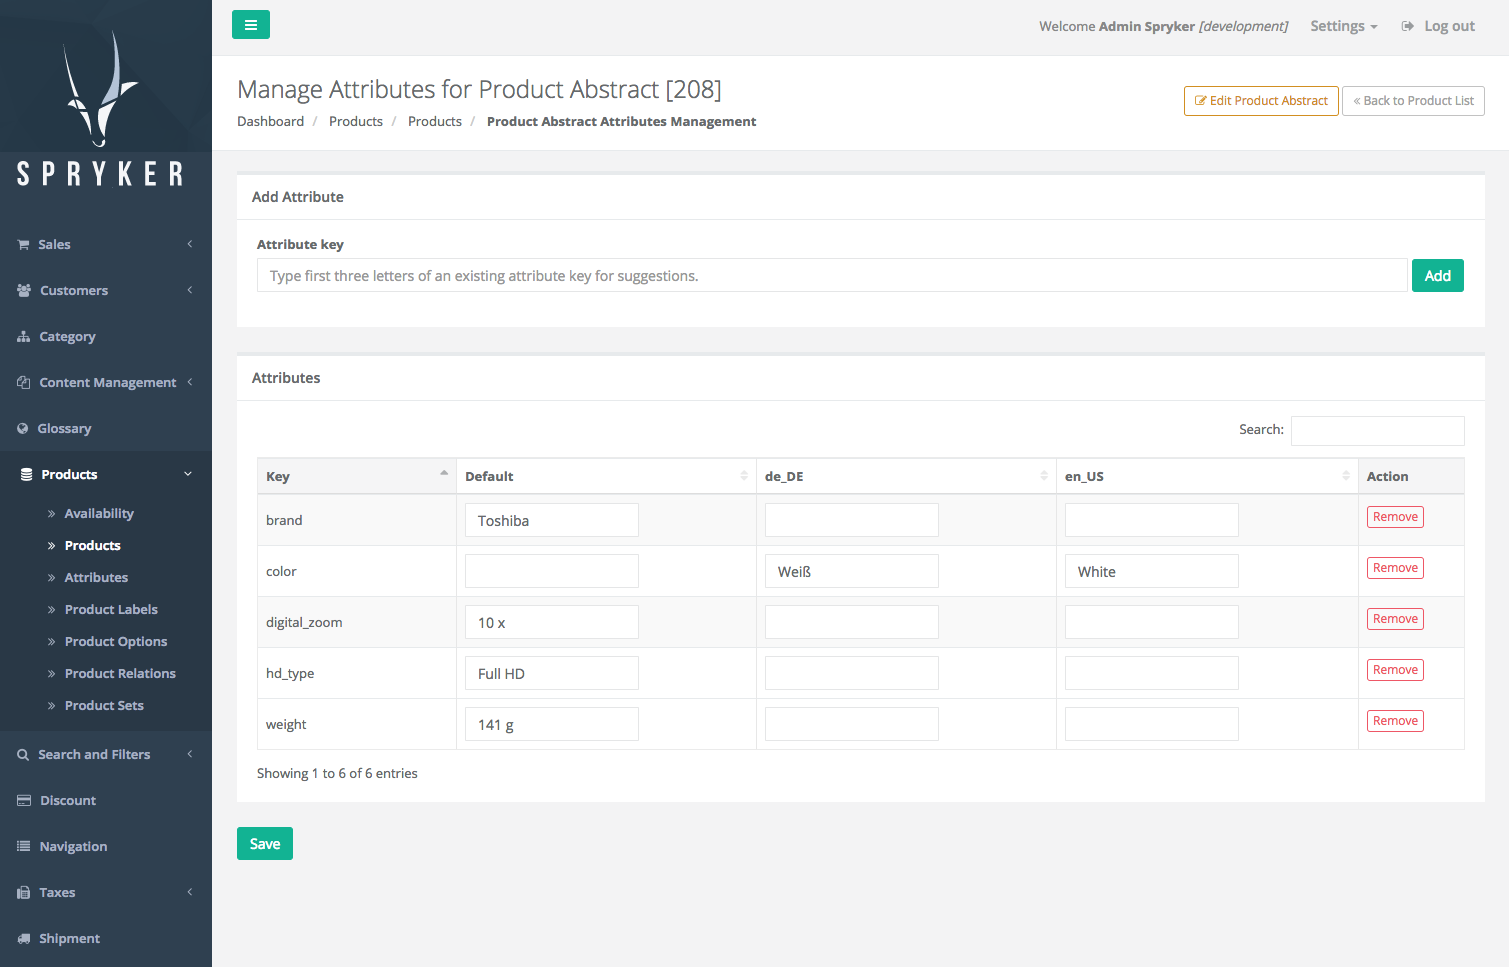 SPRYKER
Sales
Customers
Category
Content Management
Glossary
Products
Availability
Products
Attributes
Product Labels
Product Options
Product Relations
Product Sets
Search and Filters
Discount
Navigation
Taxes
Shipment
Welcome Admin Spryker [development] Settings Log out
Manage Attributes for Product Abstract [208]
Dashboard / Products / Products / Product Abstract Attributes Management
Edit Product Abstract « Back to Product List
Add Attribute
Attribute key
Type first three letters of an existing attribute key for suggestions. Add
Attributes
Search:
Key Default de_DE en_US Action
brand Toshiba Remove
color Weiß White Remove
digital_zoom 10 x Remove
hd_type Full HD Remove
weight 141 g Remove
Showing 1 to 6 of 6 entries
Save